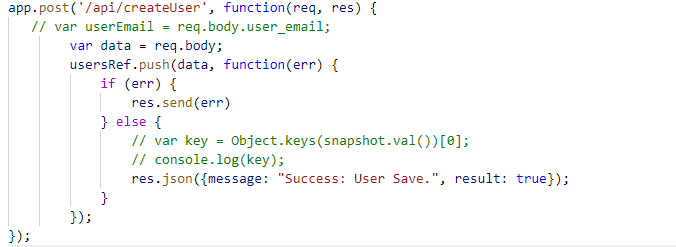 app.post('/api/createUser', function(req, res) {
// var userEmail = req.body.user_email;
var data = req.body;
usersRef.push(data, function(err) {
if (err) {
res.send(err)
} else {
// var key = Object.keys(snapshot.val())[0];
// console.log(key);
res.json({message: "Success: User Save.", result: true});
}
});
});